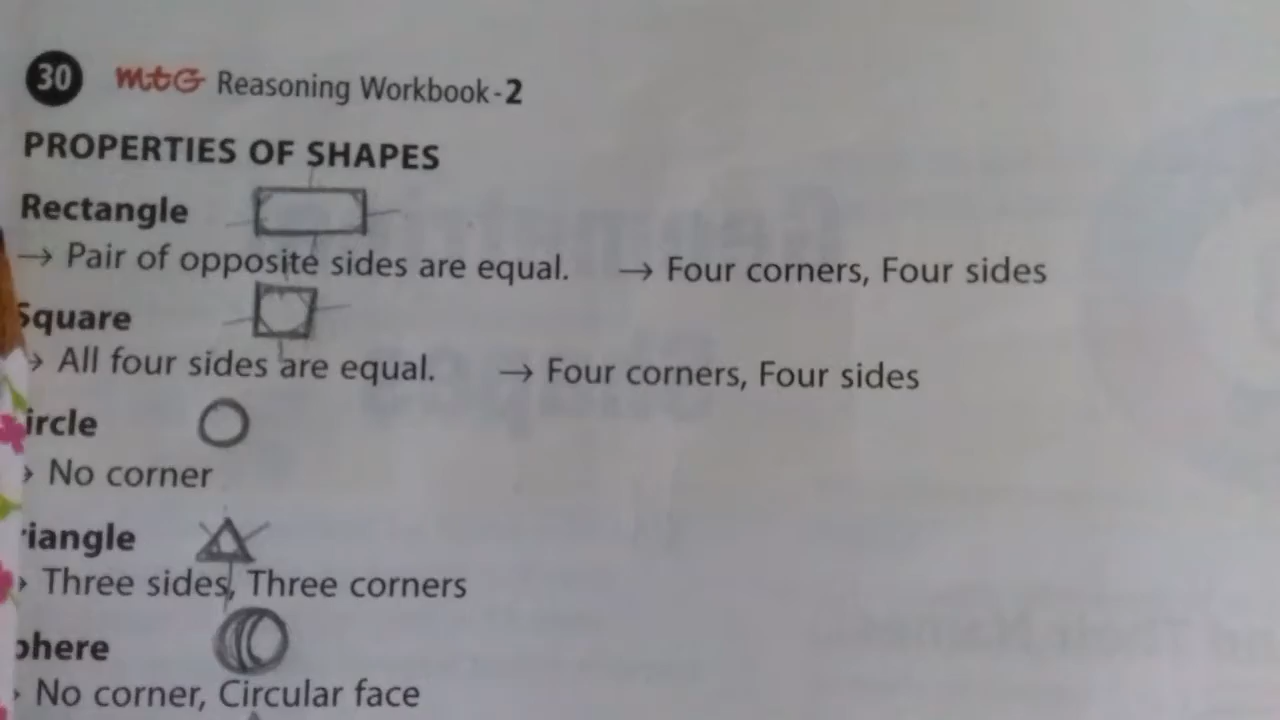 30 mtG Reasoning Workbook-2
PROPERTIES OF SHAPES
Rectangle
→ Pair of opposite sides are equal. → Four corners, Four sides
Square
→ All four sides are equal. → Four corners, Four sides
ircle
→ No corner
riangle
→ Three sides, Three corners
phere
No corner, Circular face